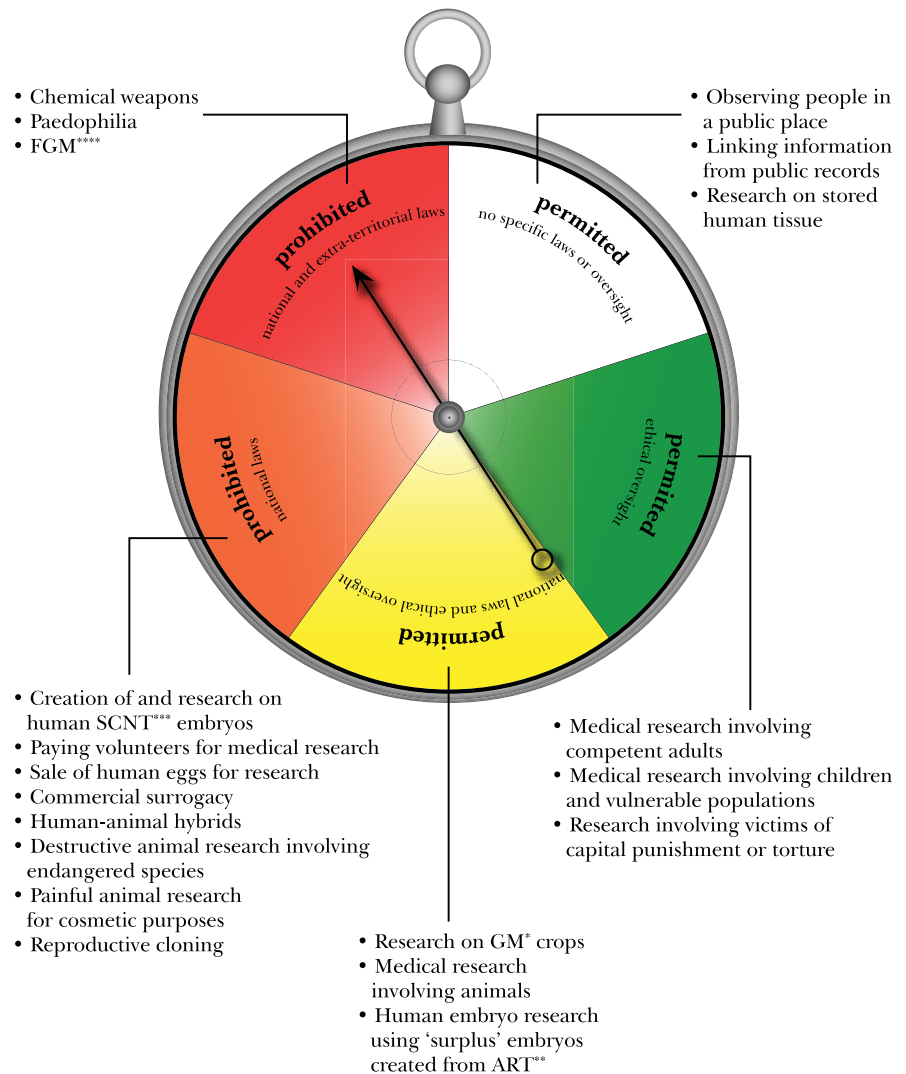 • Chemical weapons
• Paedophilia
• FGM****
• Observing people in
a public place
• Linking information
from public records
• Research on stored
human tissue
prohibited
national and extra-territorial laws
permitted
no specific laws or oversight
permitted
ethical oversight
prohibited
national laws
permitted
national laws and ethical oversight
• Creation of and research on
human SCNT*** embryos
• Paying volunteers for medical research
• Sale of human eggs for research
• Commercial surrogacy
• Human-animal hybrids
• Destructive animal research involving
endangered species
• Painful animal research
for cosmetic purposes
• Reproductive cloning
• Medical research involving
competent adults
• Medical research involving children
and vulnerable populations
• Research involving victims of
capital punishment or torture
• Research on GM* crops
• Medical research
involving animals
• Human embryo research
using ‘surplus’ embryos
created from ART**